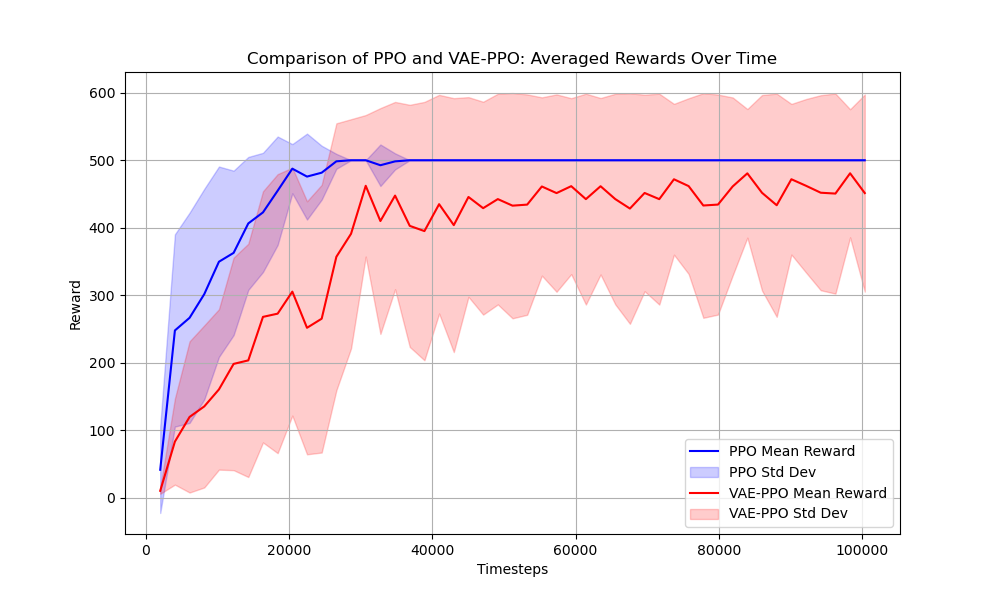 Comparison of PPO and VAE-PPO: Averaged Rewards Over Time
600
500
400
300
200
100
0
Reward
PPO Mean Reward
PPO Std Dev
VAE-PPO Mean Reward
VAE-PPO Std Dev
0 20000 40000 60000 80000 100000
Timesteps